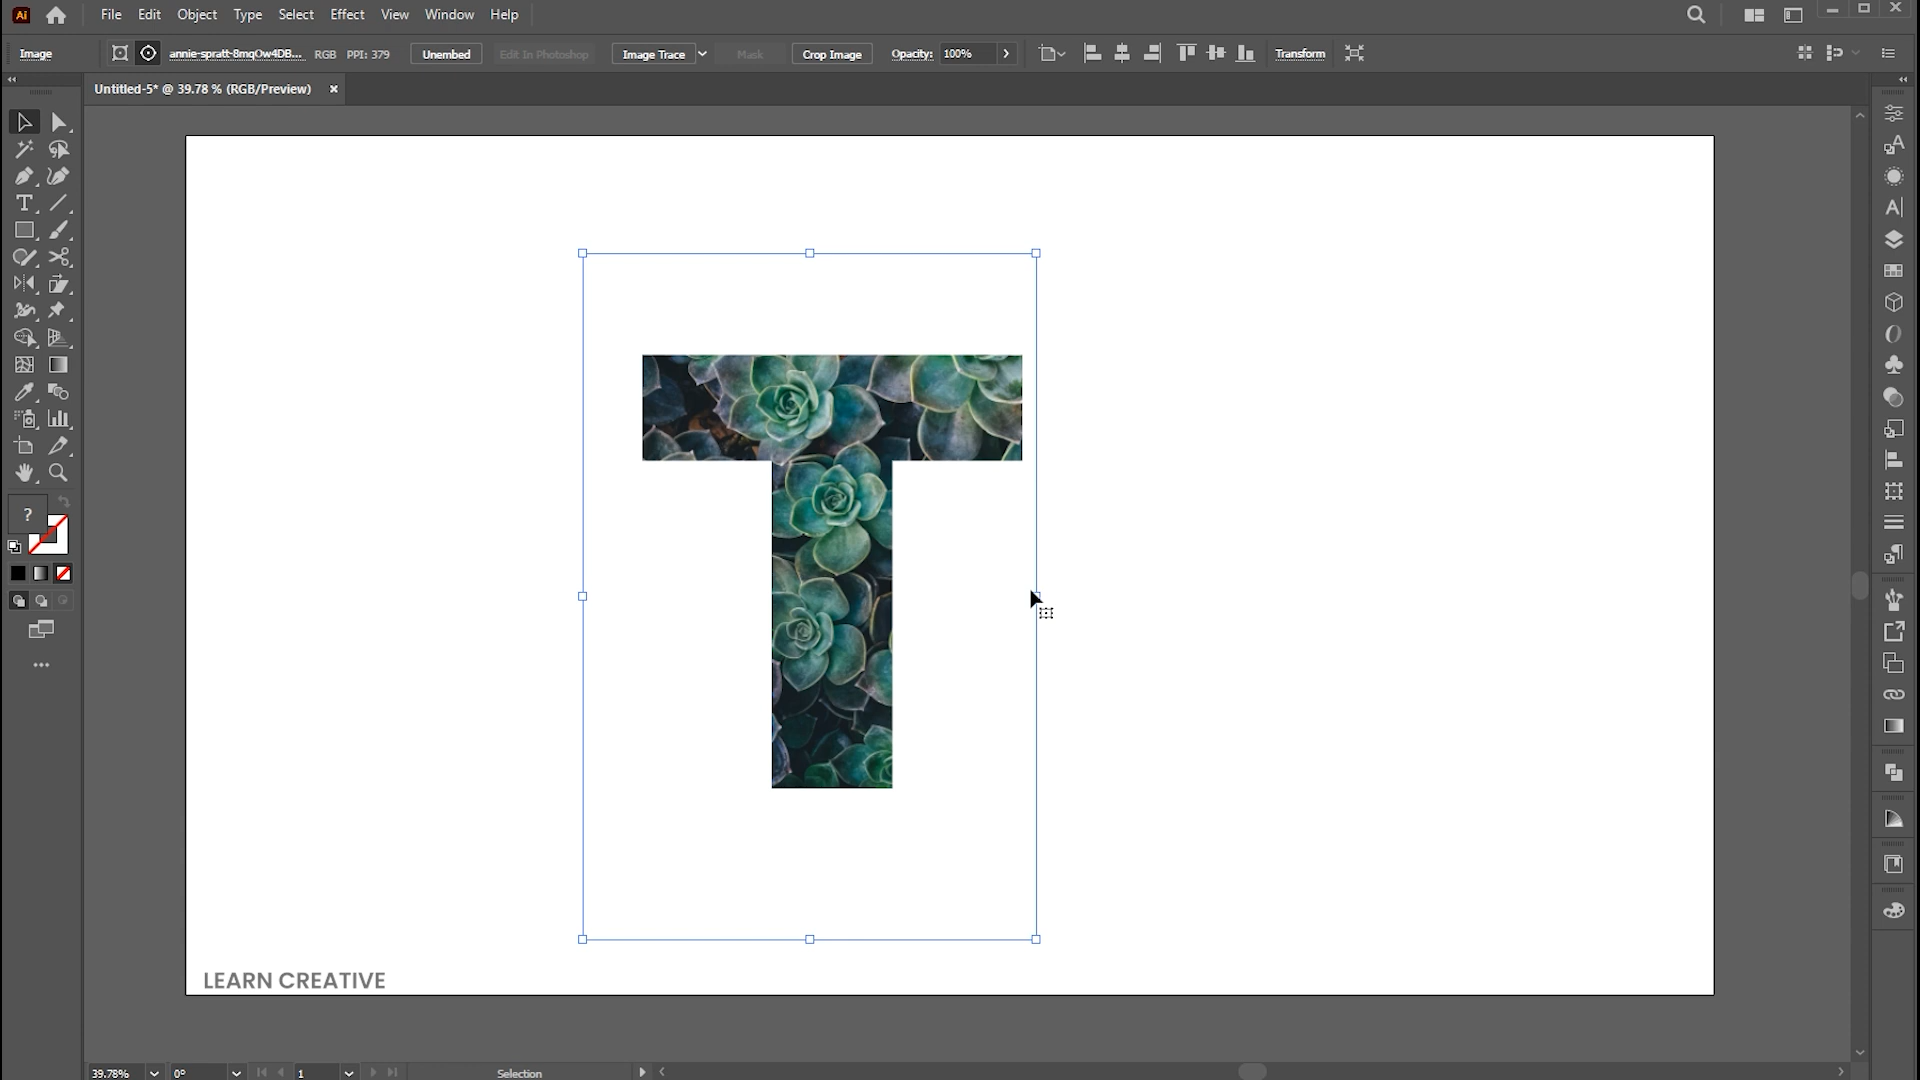 Ai File Edit Object Type Select Effect View Window Help
Image annie-spratt-8mqOw4DB... RGB PPI: 379 Unembed Edit In Photoshop Image Trace Mask Crop Image Opacity: 100% Transform
Untitled-5* @ 39.78 % (RGB/Preview)
T
?
LEARN CREATIVE
39.78% 0° 1 Selection